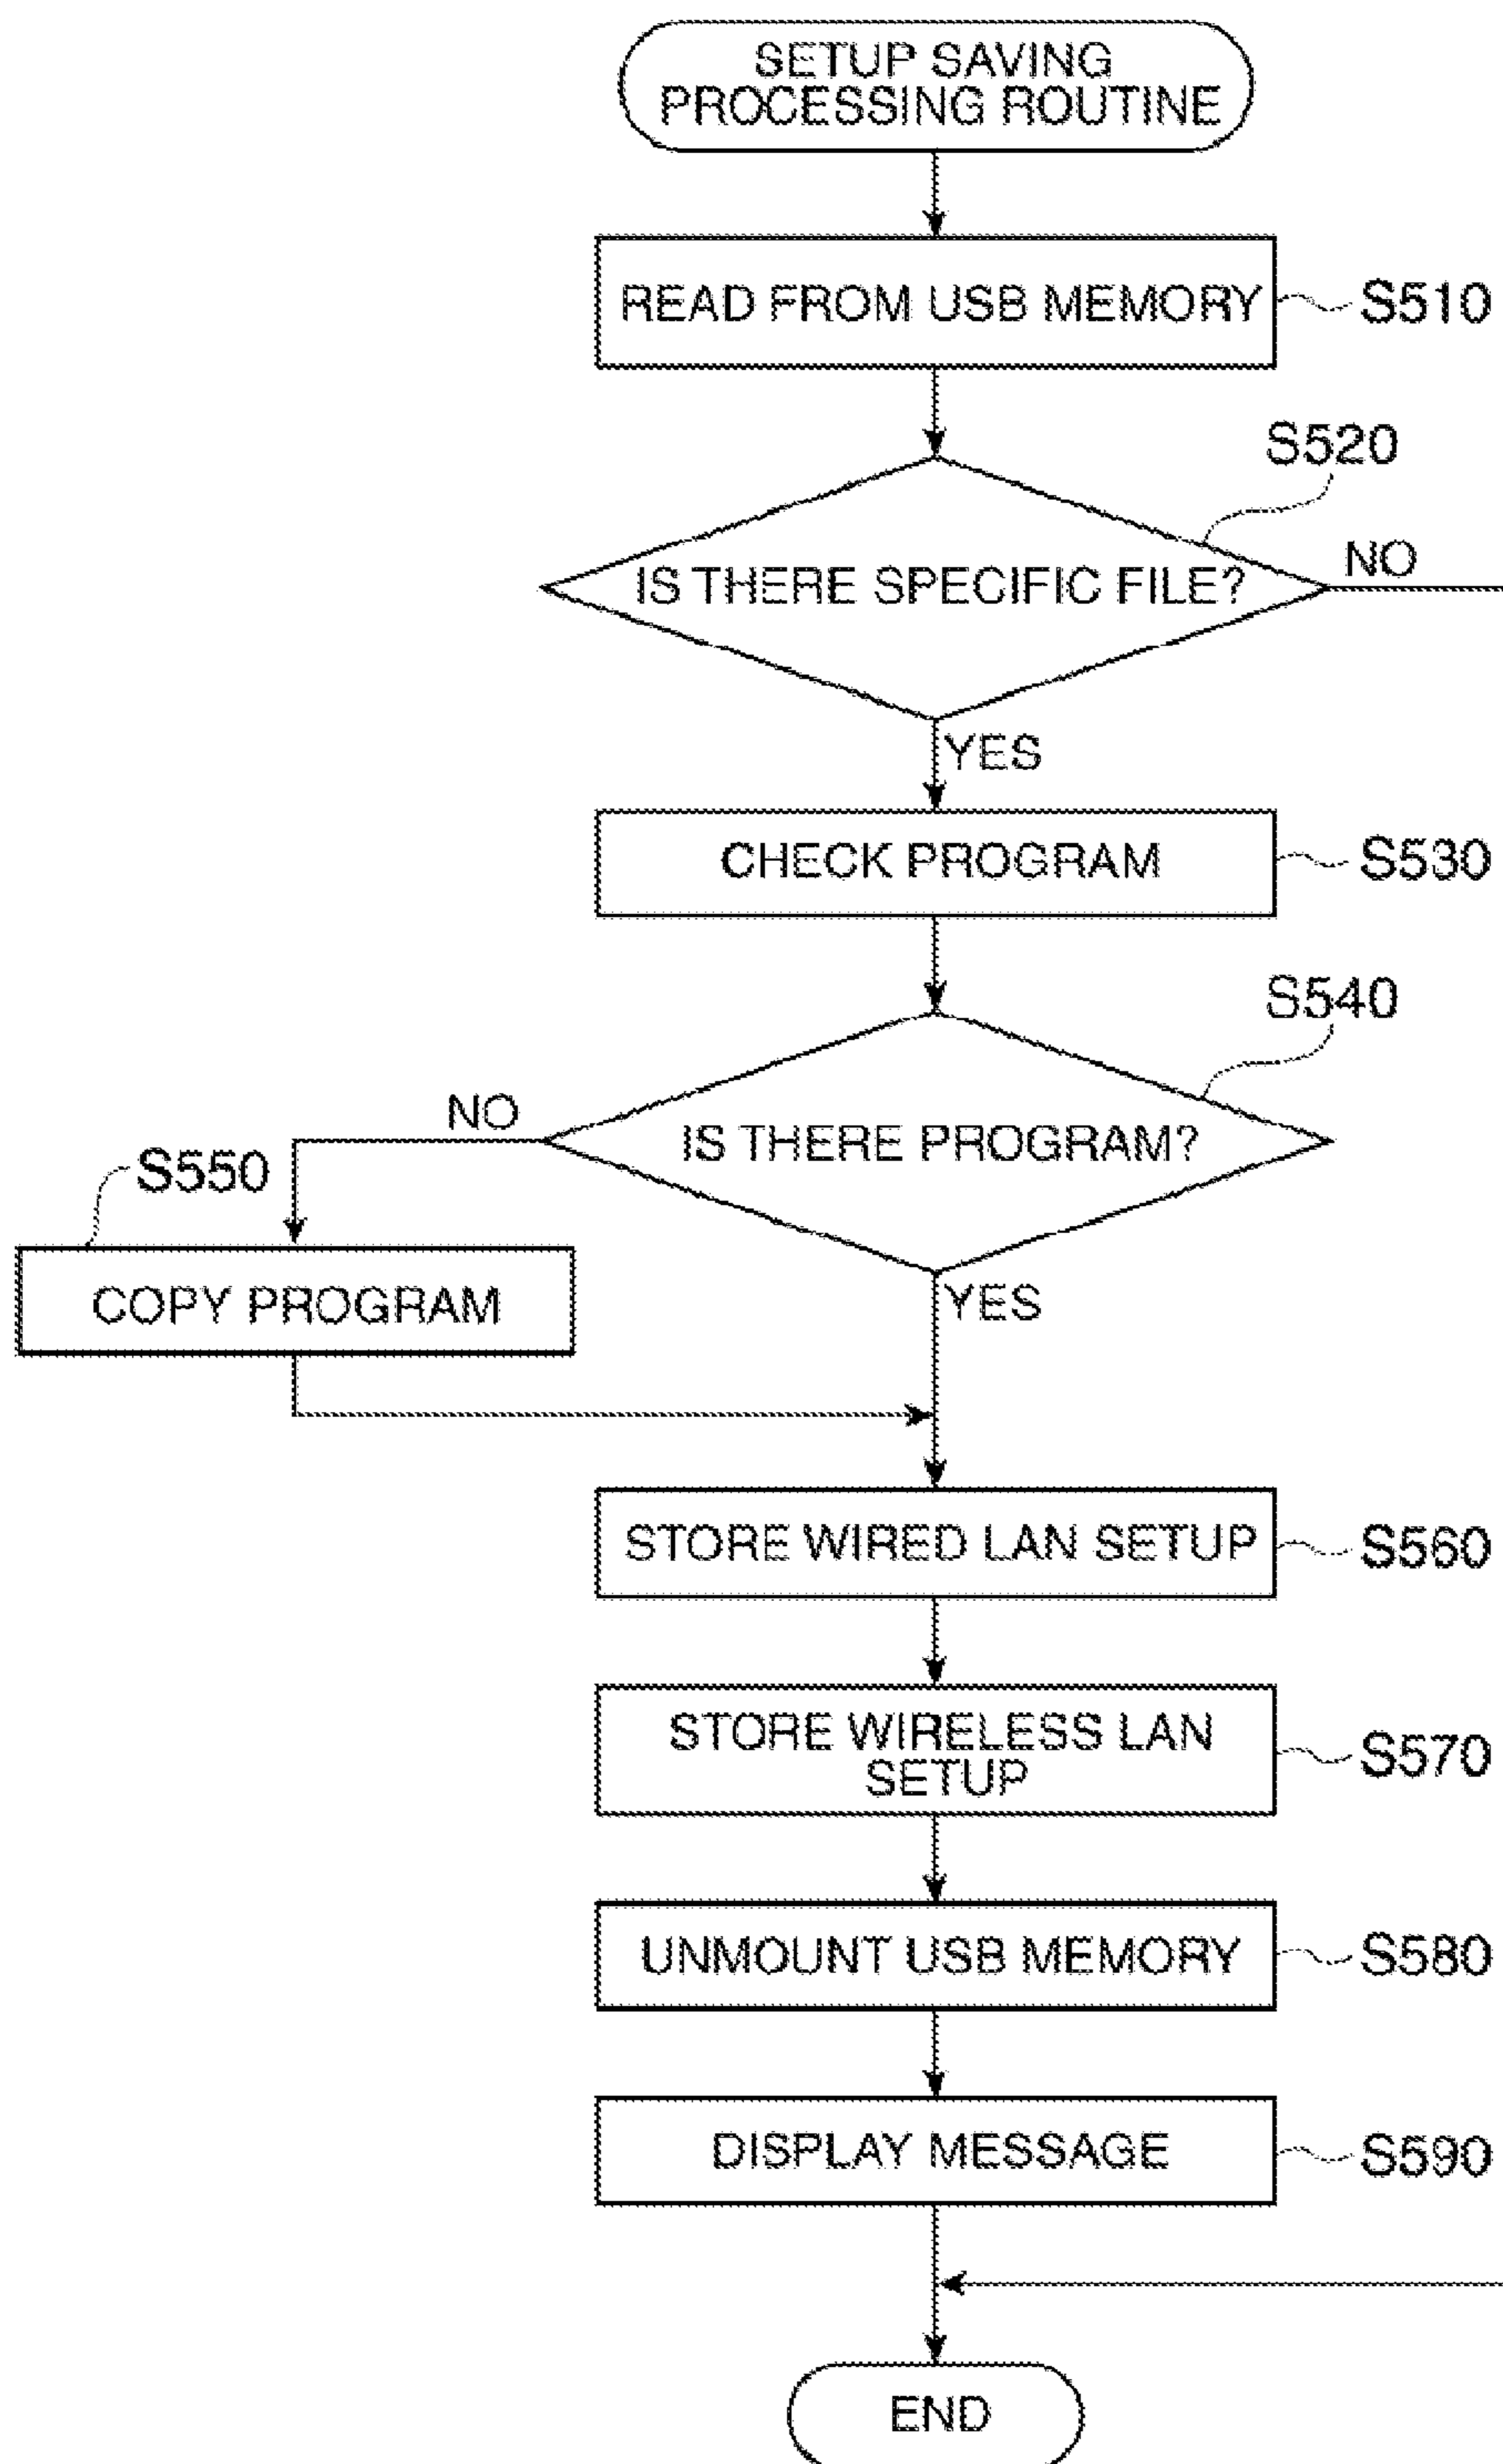 SETUP SAVING
PROCESSING ROUTINE
READ FROM USB MEMORY
S510
S520
IS THERE SPECIFIC FILE?
NO
YES
CHECK PROGRAM
S530
S540
NO
IS THERE PROGRAM?
S550
COPY PROGRAM
YES
STORE WIRED LAN SETUP
S560
STORE WIRELESS LAN
SETUP
S570
UNMOUNT USB MEMORY
S580
DISPLAY MESSAGE
S590
END